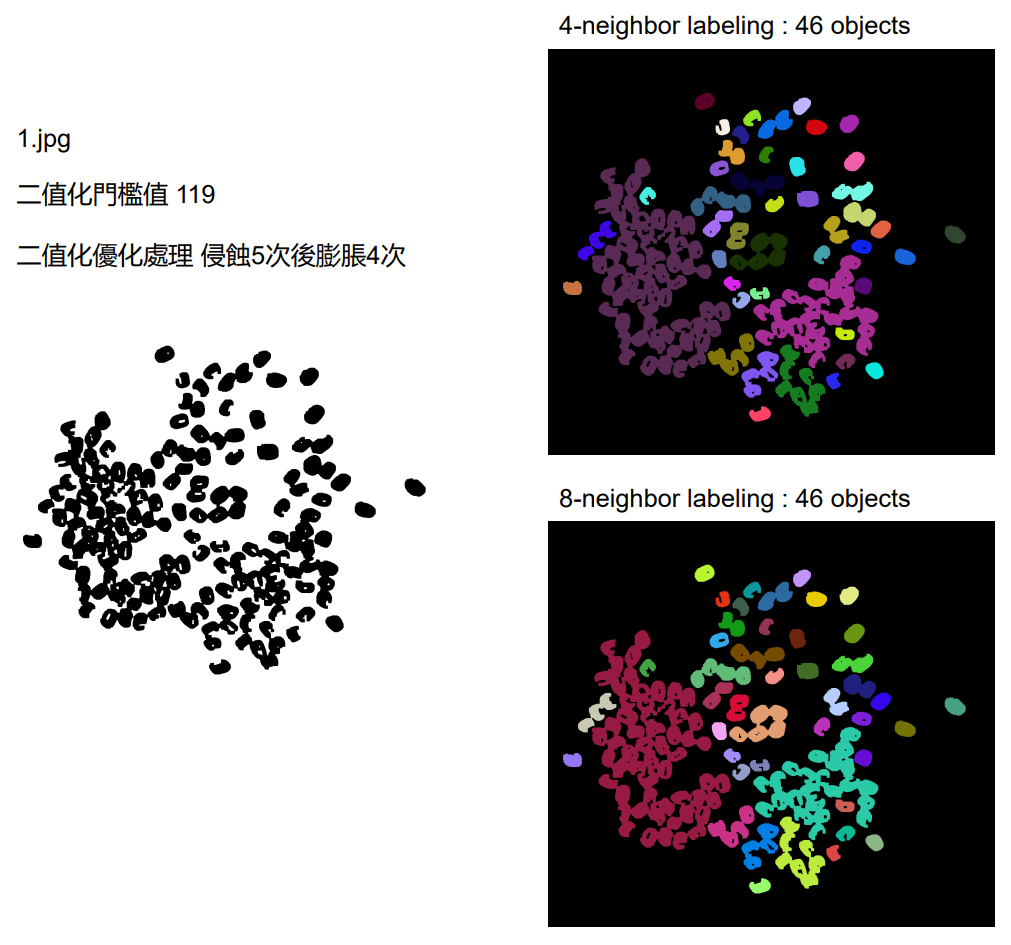 1.jpg
二值化門檻值 119
二值化優化處理 侵蝕5次後膨脹4次
4-neighbor labeling : 46 objects
8-neighbor labeling : 46 objects